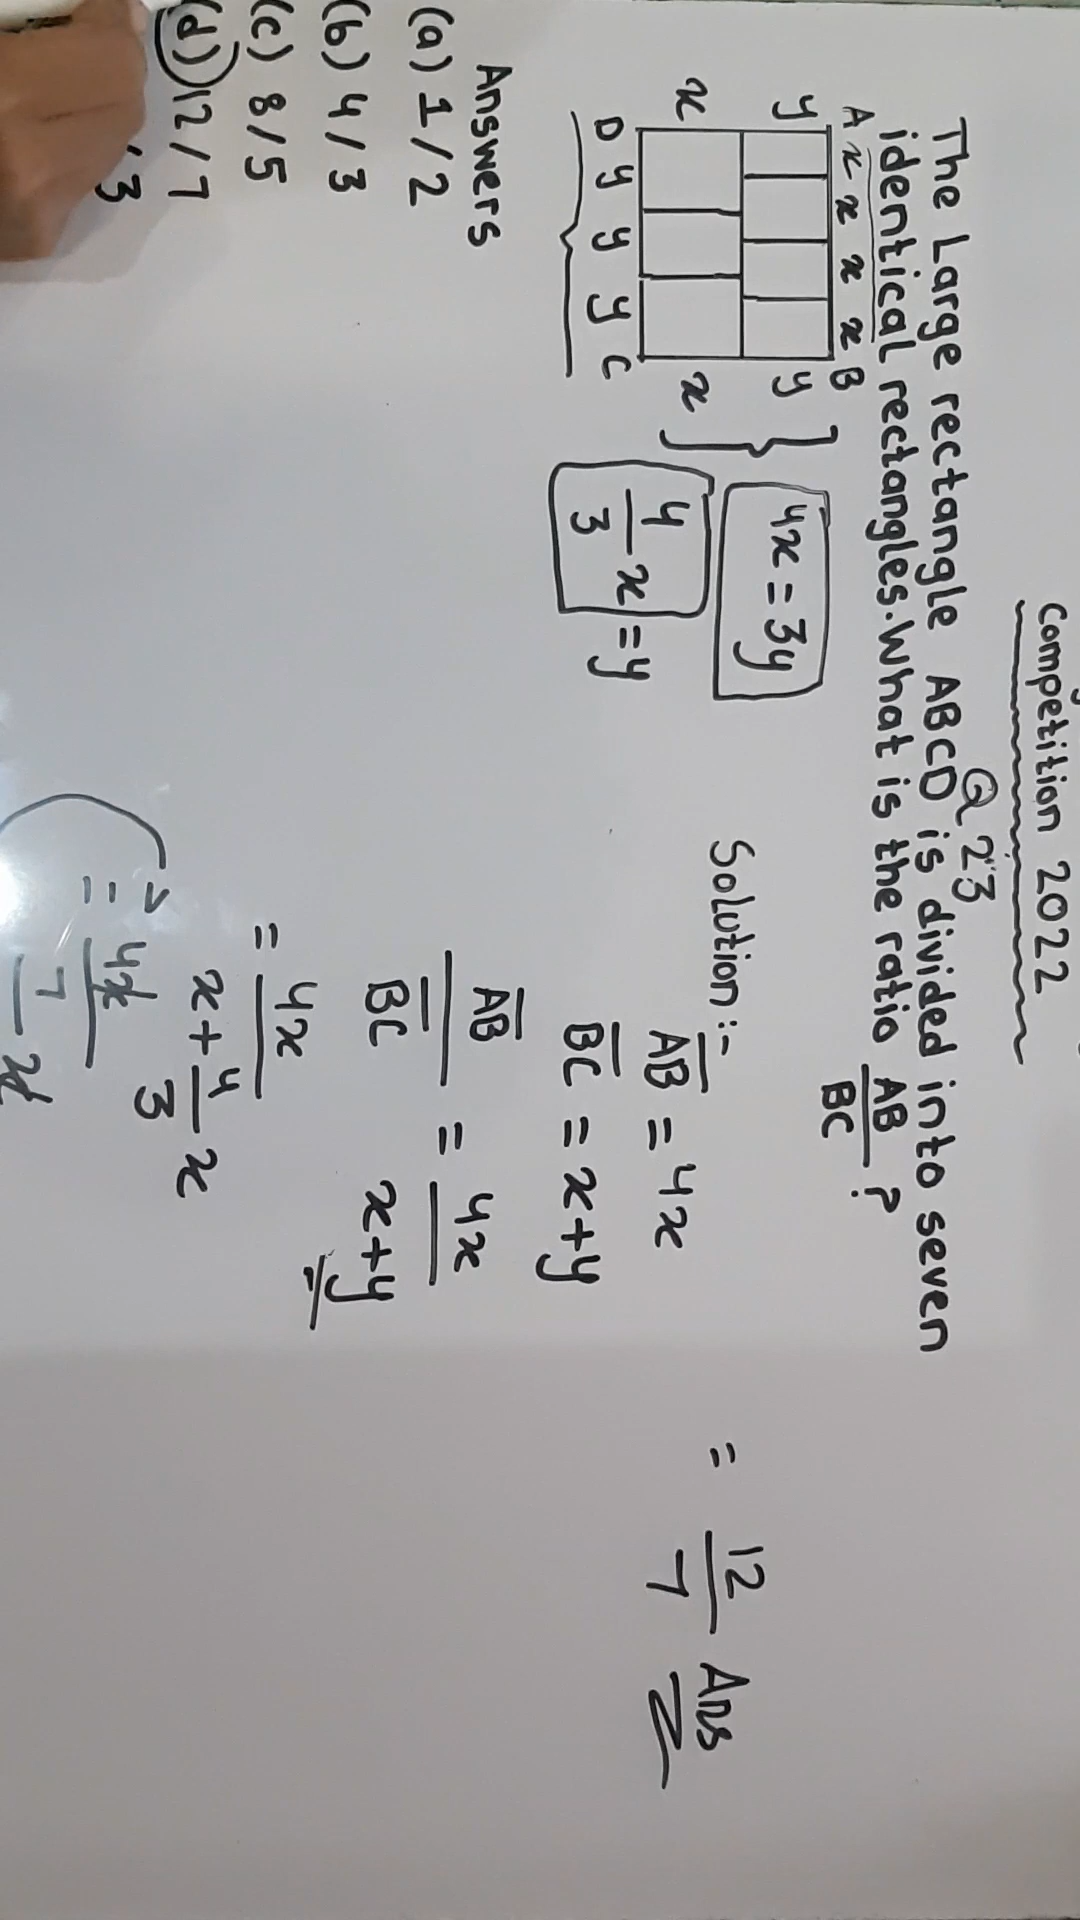 Competition 2022
Q 23
The Large rectangle ABCD is divided into seven
identical rectangles. What is the ratio AB/BC ?
A x x x x B
y y
x x
D y y y C
4x = 3y
4/3 x = y
Solution:-
AB = 4x
BC = x+y
AB/BC = 4x/x+y
= 4x/x+4/3 x
= 4x/7 x
= 12/7 Ans
Answers
(a) 1/2
(b) 4/3
(c) 8/5
(d) 12/7
/3